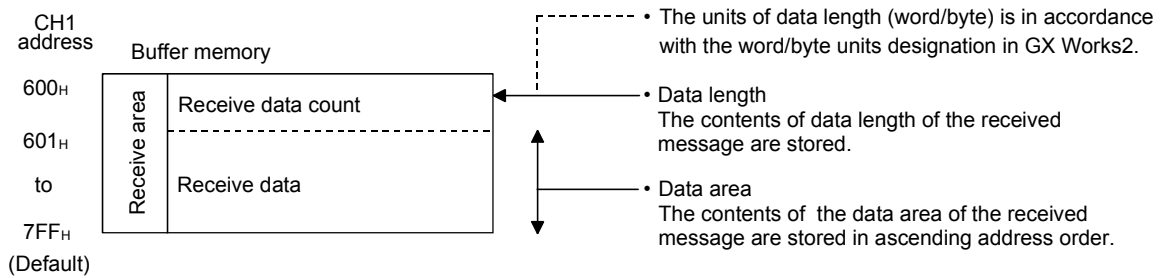 CH1
address
Buffer memory
600H
601H
to
7FFH
(Default)
Receive area
Receive data count
Receive data
• The units of data length (word/byte) is in accordance
with the word/byte units designation in GX Works2.
• Data length
The contents of data length of the received
message are stored.
• Data area
The contents of the data area of the received
message are stored in ascending address order.